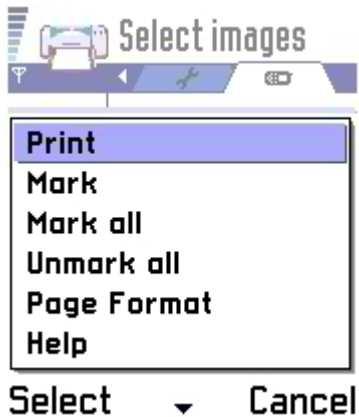 Select images
Print
Mark
Mark all
Unmark all
Page Format
Help
Select Cancel